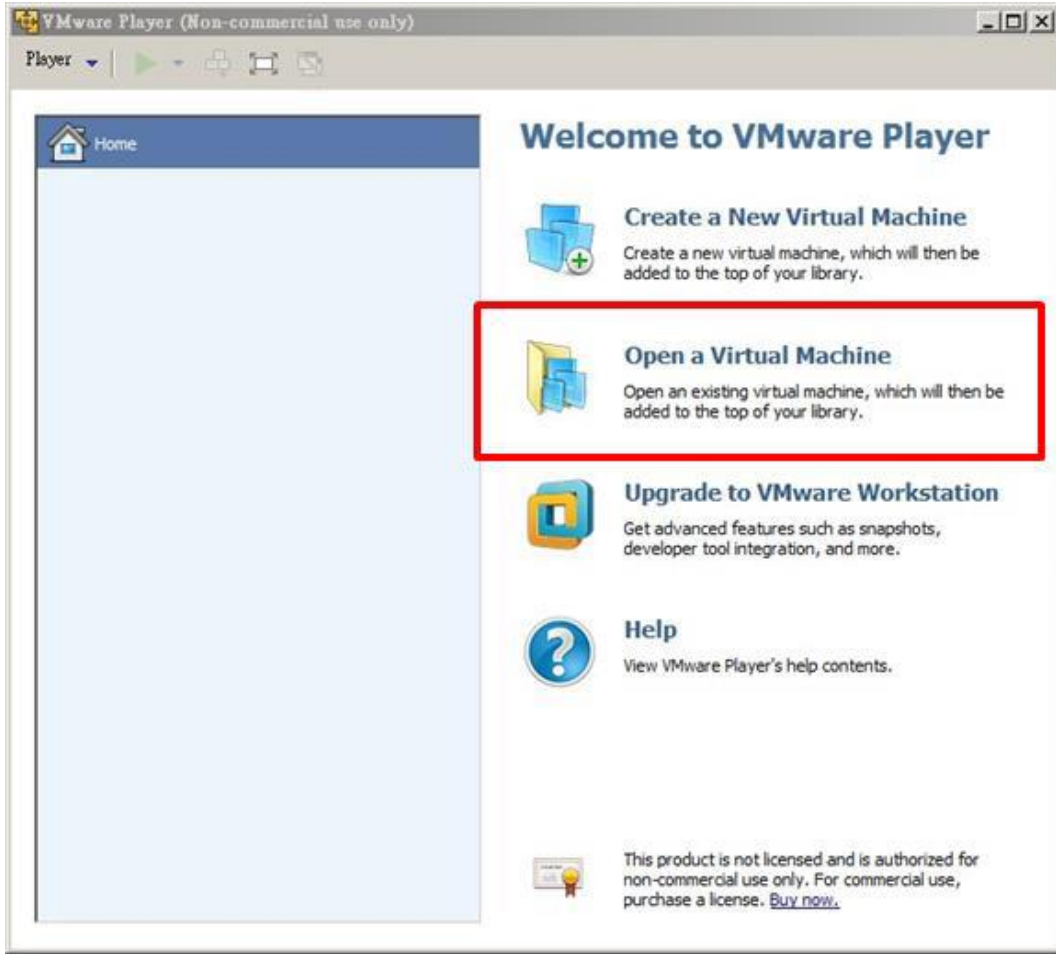 VMware Player (Non-commercial use only)
Player
Home
Welcome to VMware Player
Create a New Virtual Machine
Create a new virtual machine, which will then be
added to the top of your library.
Open a Virtual Machine
Open an existing virtual machine, which will then be
added to the top of your library.
Upgrade to VMware Workstation
Get advanced features such as snapshots,
developer tool integration, and more.
Help
View VMware Player's help contents.
This product is not licensed and is authorized for
non-commercial use only. For commercial use,
purchase a license. Buy now.